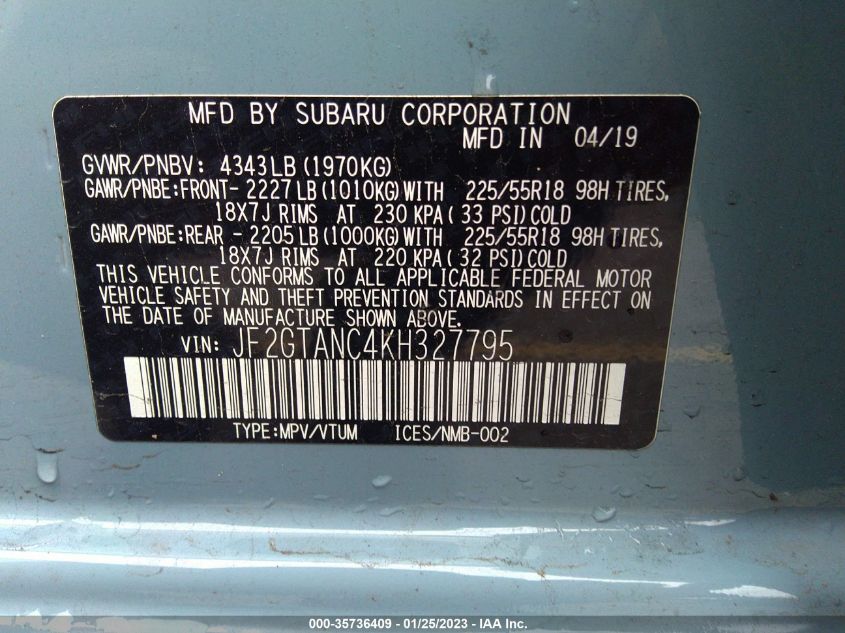 MFD BY SUBARU CORPORATION
MFD IN 04/19
GVWR/PNBV: 4343LB (1970KG)
GAWR/PNBE:FRONT- 2227 LB (1010KG) WITH 225/55R18 98H TIRES,
18X7J RIMS AT 230 KPA ( 33 PSI) COLD
GAWR/PNBE:REAR - 2205 LB (1000KG) WITH 225/55R18 98H TIRES,
18X7J RIMS AT 220 KPA ( 32 PSI) COLD
THIS VEHICLE CONFORMS TO ALL APPLICABLE FEDERAL MOTOR
VEHICLE SAFETY AND THEFT PREVENTION STANDARDS IN EFFECT ON
THE DATE OF MANUFACTURE SHOWN ABOVE.
VIN: JF2GTANC4KH327795
TYPE:MPV/VTUM ICES/NMB-002
000-35736409 - 01/25/2023 - IAA Inc.